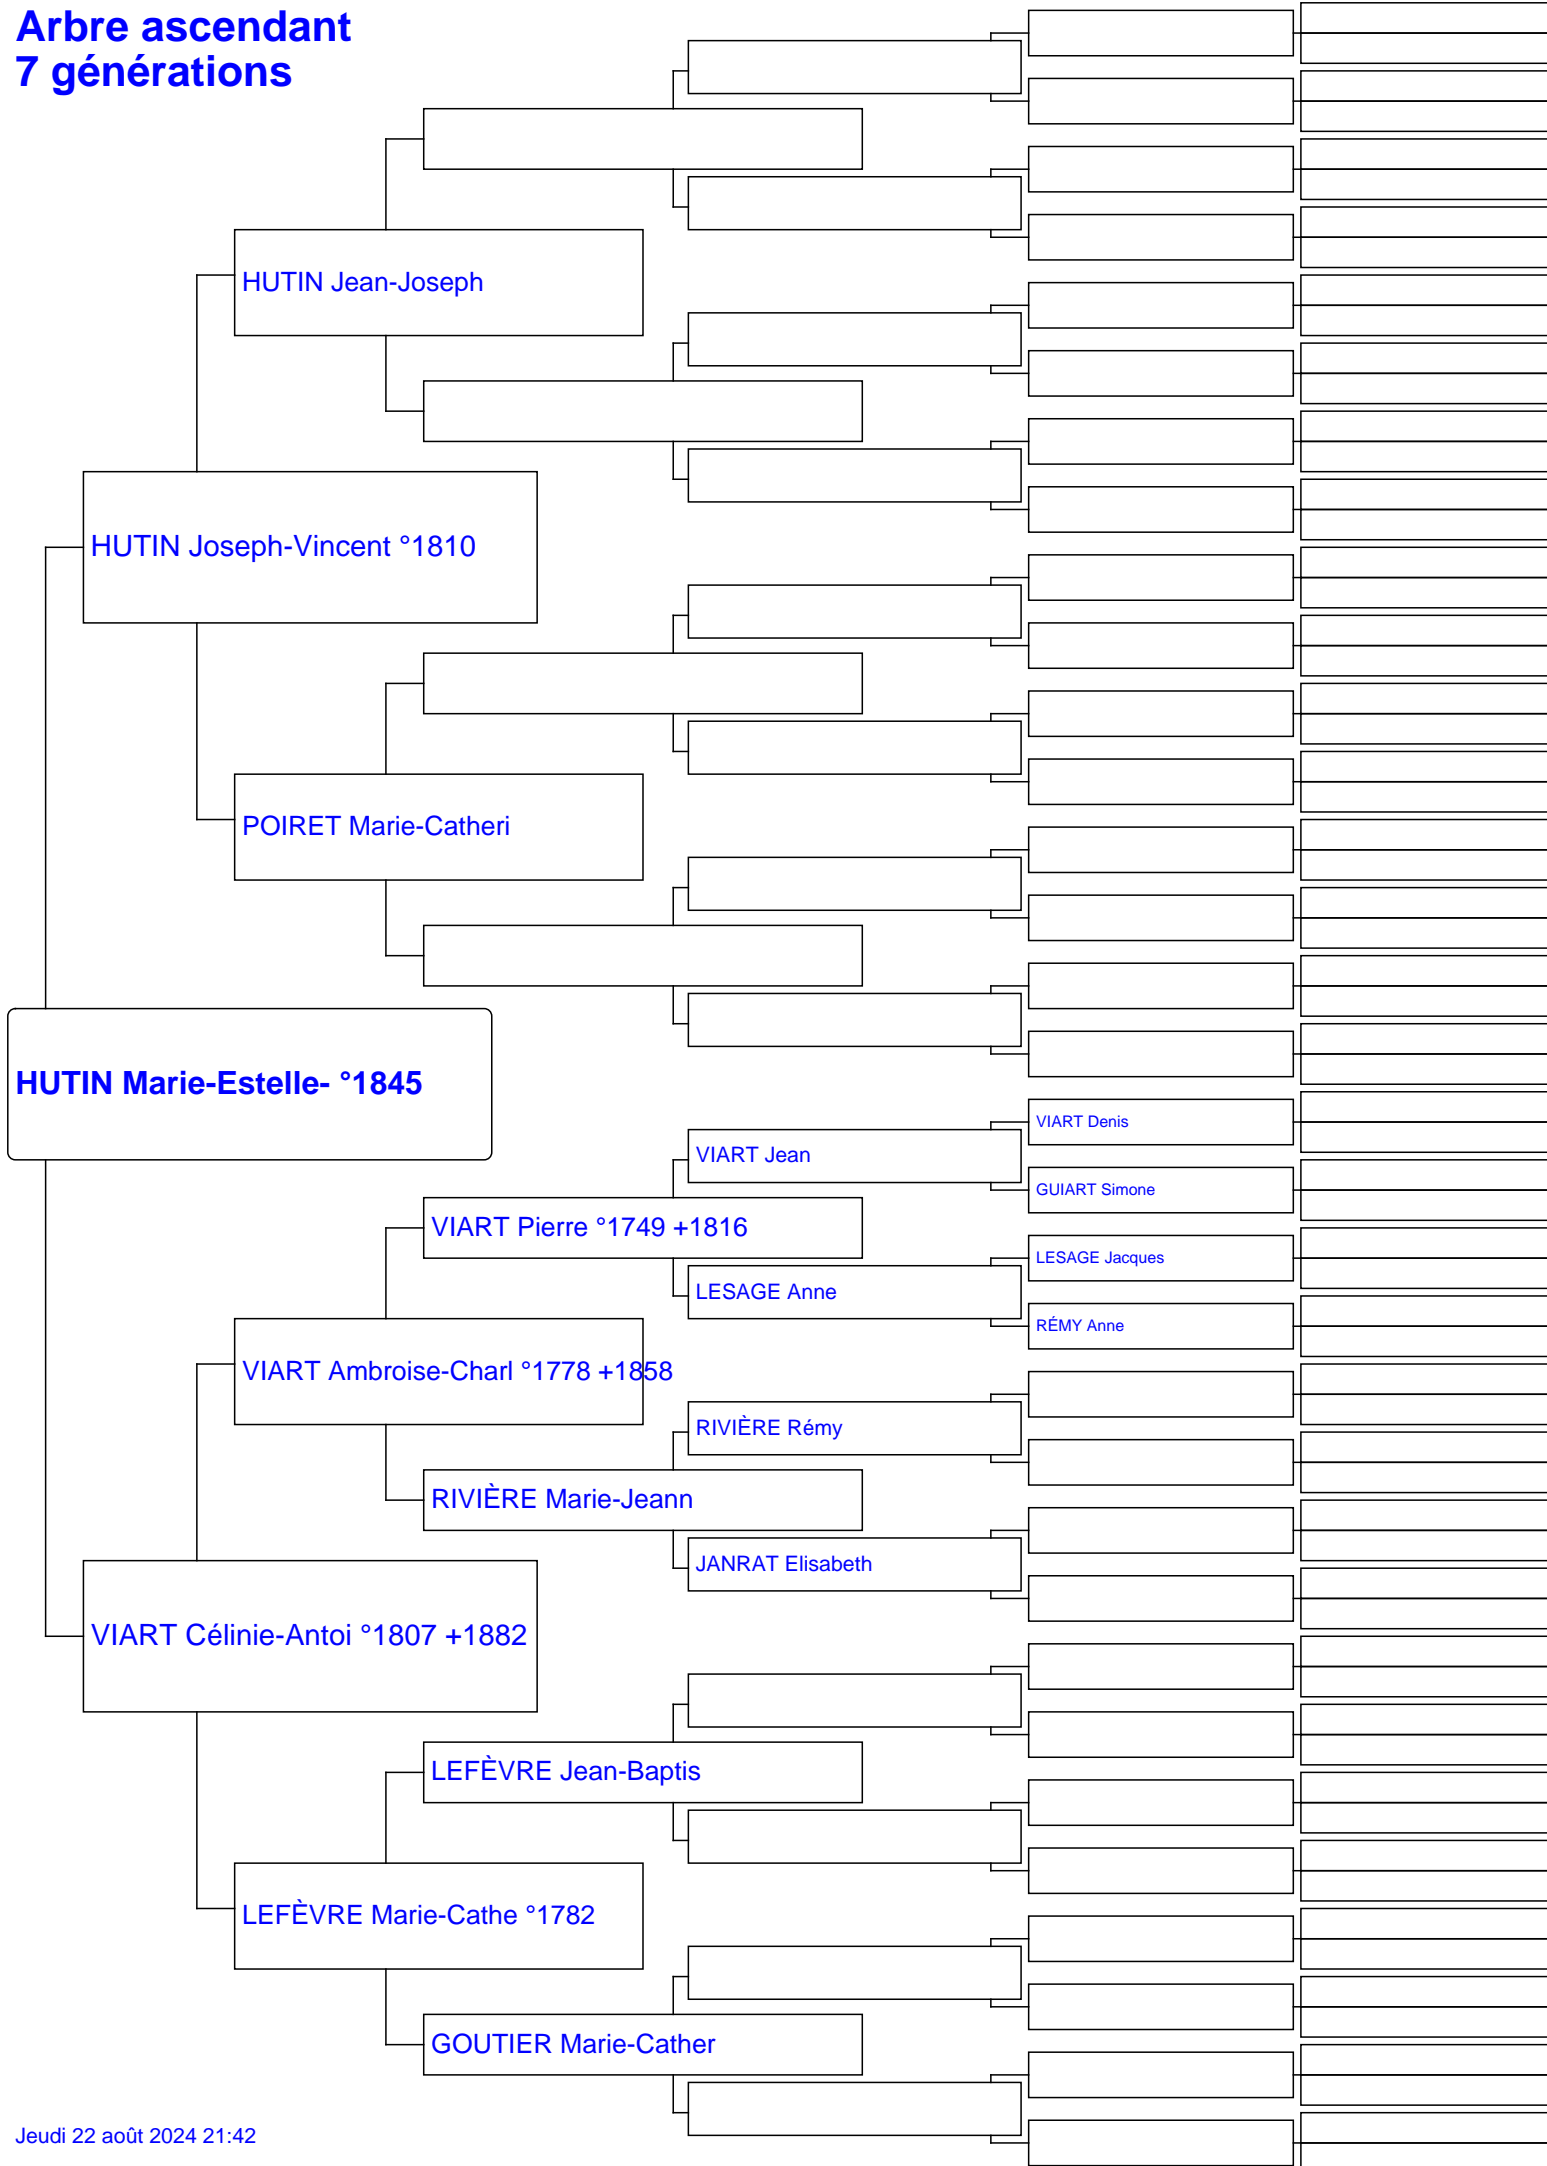 Arbre ascendant
7 générations
HUTIN Jean-Joseph
HUTIN Joseph-Vincent °1810
POIRET Marie-Catheri
HUTIN Marie-Estelle- °1845
VIART Denis
VIART Jean
GUIART Simone
VIART Pierre °1749 +1816
LESAGE Jacques
LESAGE Anne
RÉMY Anne
VIART Ambroise-Charl °1778 +1858
RIVIÈRE Rémy
RIVIÈRE Marie-Jeann
JANRAT Elisabeth
VIART Célinie-Antoi °1807 +1882
LEFÈVRE Jean-Baptis
LEFÈVRE Marie-Cathe °1782
GOUTIER Marie-Cather
Jeudi 22 août 2024 21:42